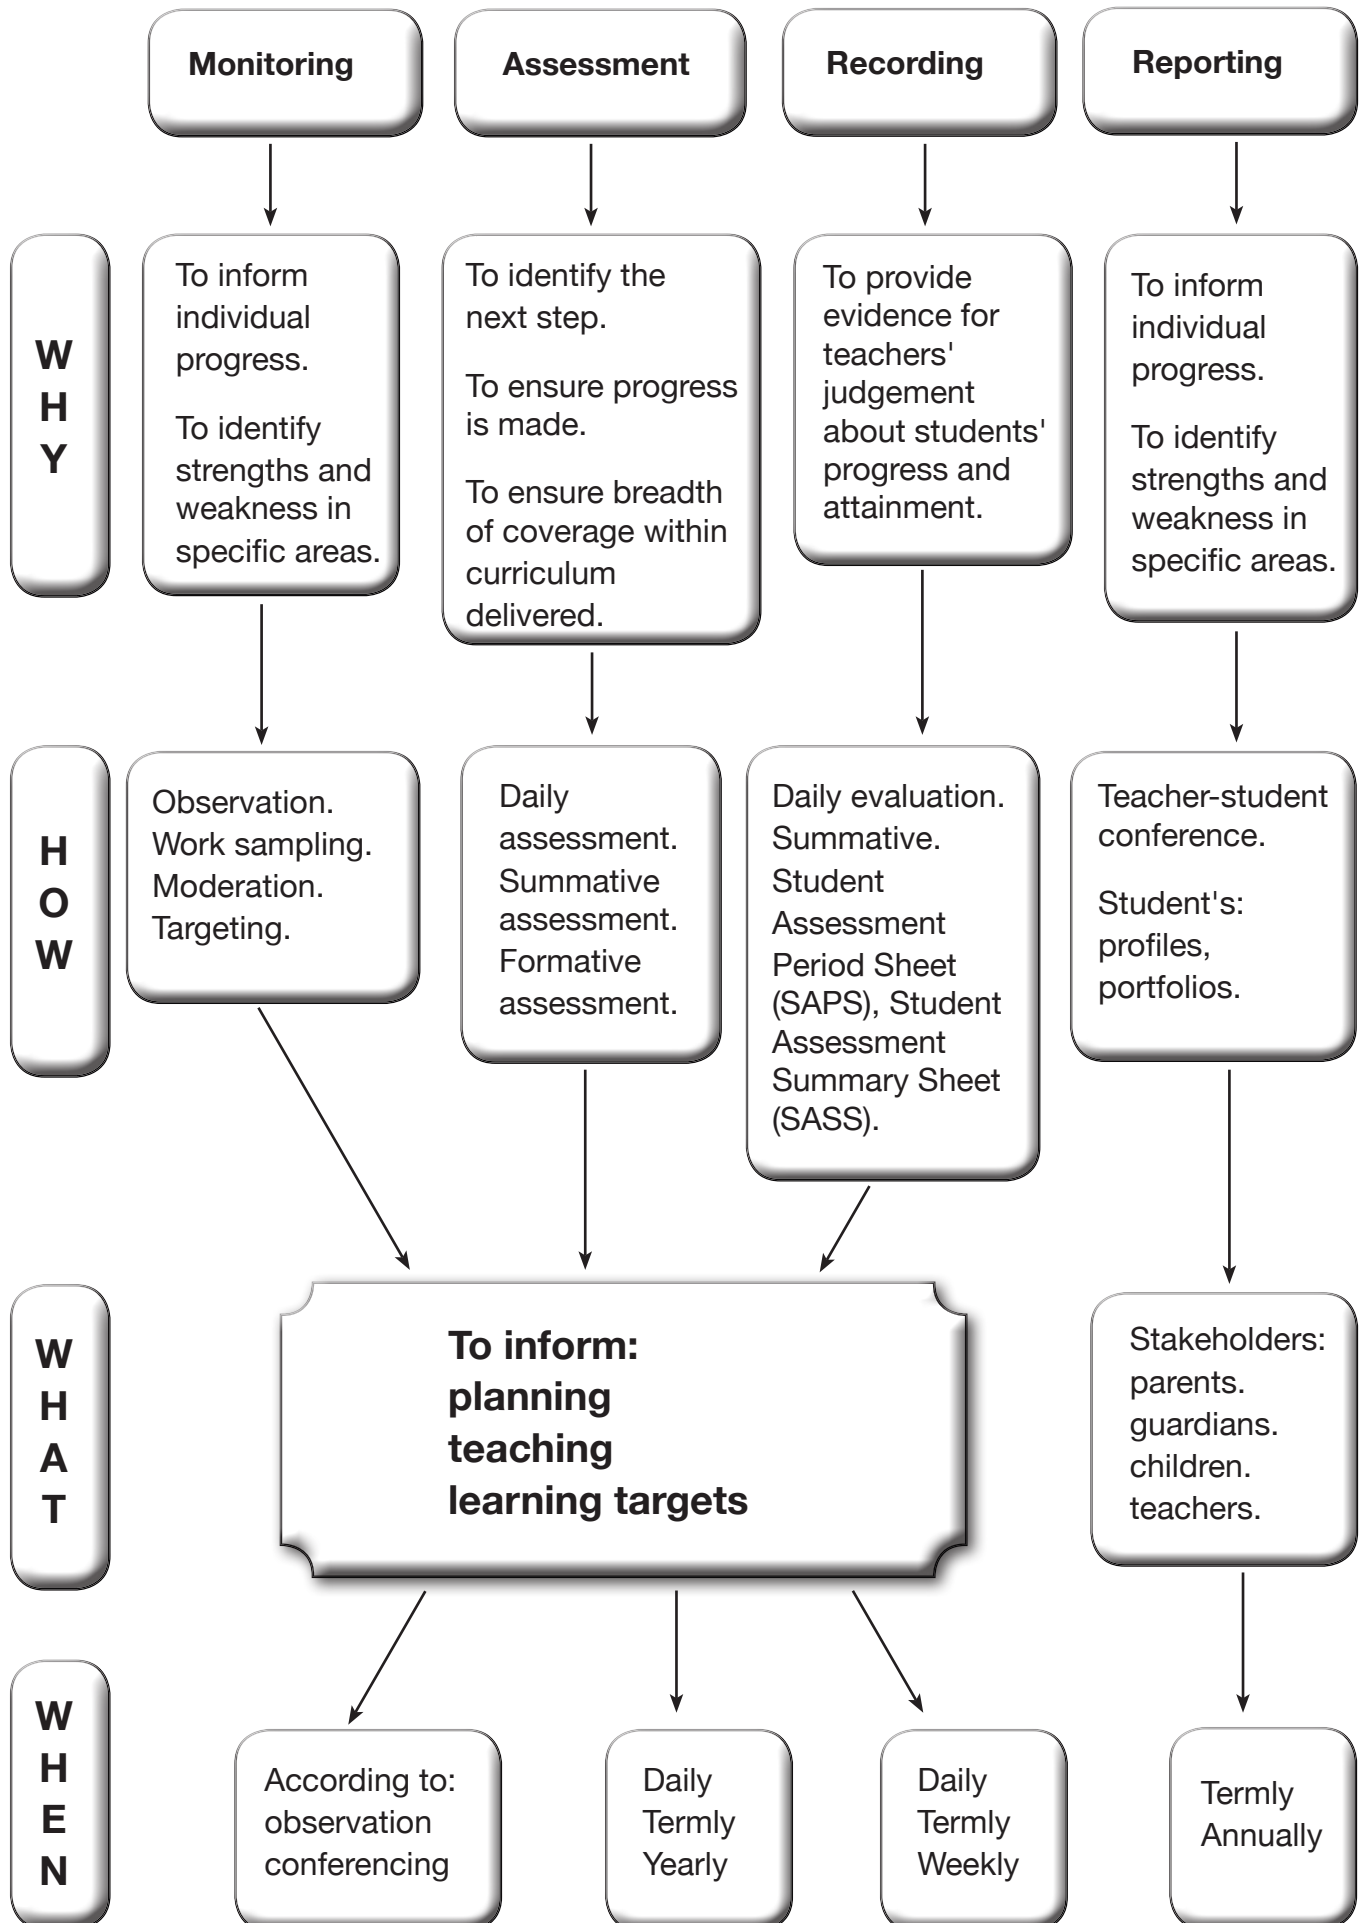 Monitoring
Assessment
Recording
Reporting
WHY
To inform
individual
progress.
To identify
strengths and
weakness in
specific areas.
To identify the
next step.
To ensure progress
is made.
To ensure breadth
of coverage within
curriculum
delivered.
To provide
evidence for
teachers'
judgement
about students'
progress and
attainment.
To inform
individual
progress.
To identify
strengths and
weakness in
specific areas.
HOW
Observation.
Work sampling.
Moderation.
Targeting.
Daily
assessment.
Summative
assessment.
Formative
assessment.
Daily evaluation.
Summative.
Student
Assessment
Period Sheet
(SAPS), Student
Assessment
Summary Sheet
(SASS).
Teacher-student
conference.
Student's:
profiles,
portfolios.
WHAT
To inform:
planning
teaching
learning targets
Stakeholders:
parents.
guardians.
children.
teachers.
WHEN
According to:
observation
conferencing
Daily
Termly
Yearly
Daily
Termly
Weekly
Termly
Annually